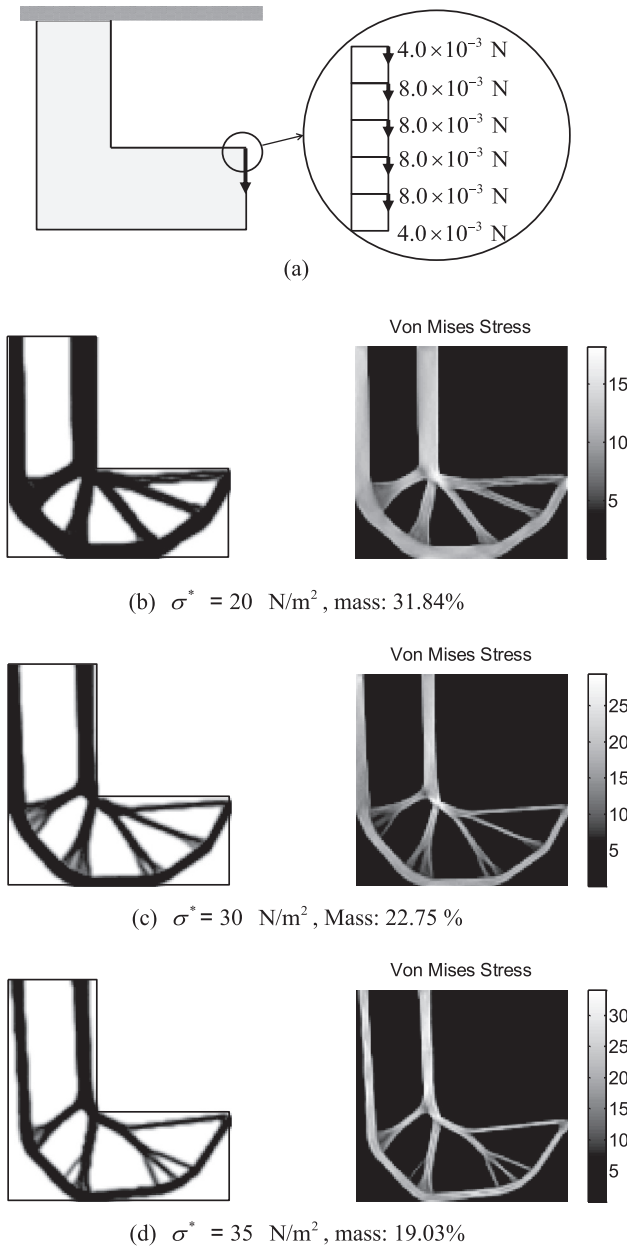 4.0×10⁻³ N
8.0×10⁻³ N
8.0×10⁻³ N
8.0×10⁻³ N
8.0×10⁻³ N
4.0×10⁻³ N
(a)
Von Mises Stress
15
10
5
(b) σ* = 20 N/m² , mass: 31.84%
Von Mises Stress
25
20
15
10
5
(c) σ* = 30 N/m² , Mass: 22.75 %
Von Mises Stress
30
25
20
15
10
5
(d) σ* = 35 N/m² , mass: 19.03%